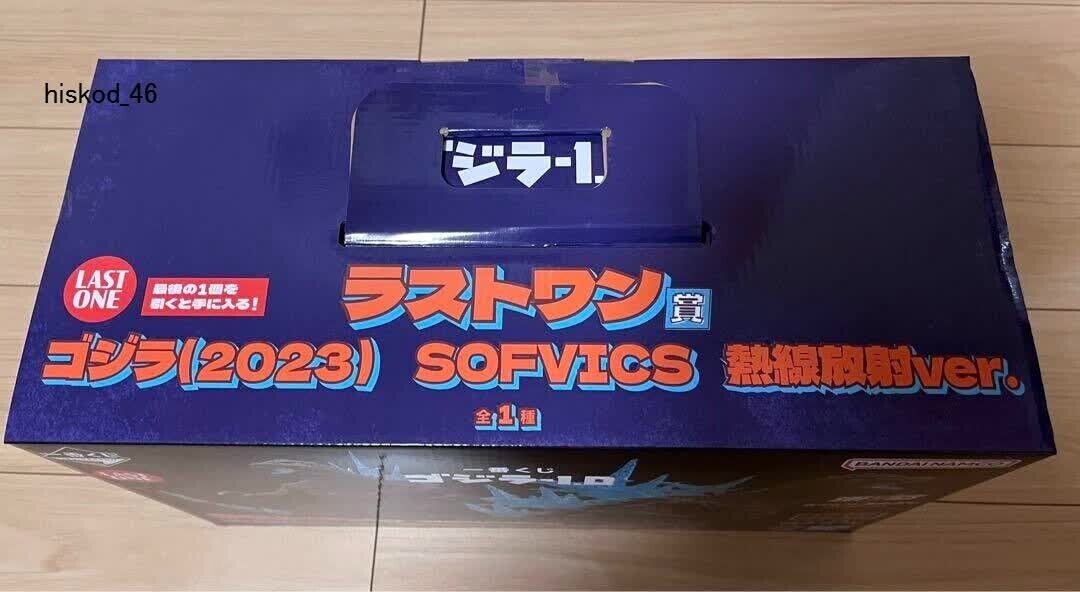 hiskod_46
ジラ-1.
LAST
ONE
最後の1個を
引くと手に入る!
ラストワン賞
ゴジラ(2023) SOFVICS 熱線放射ver.
全1種
BANDAI NAMCO